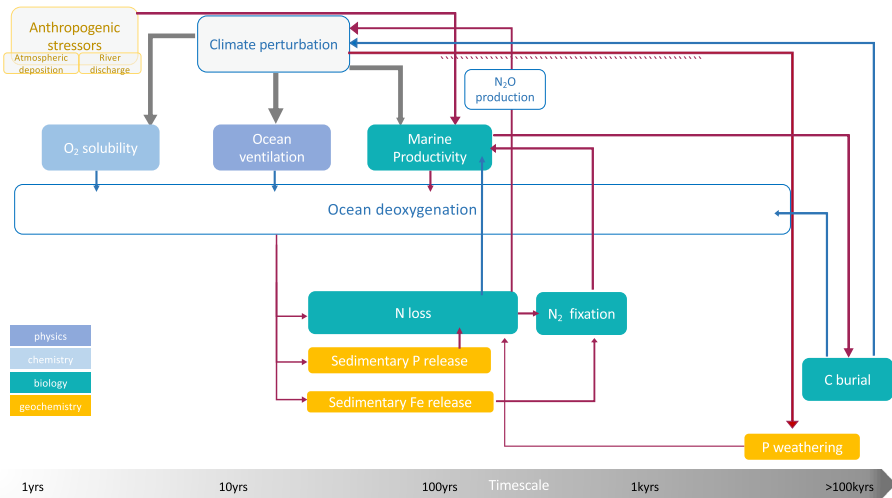 Anthropogenic
stressors
Atmospheric
deposition
River
discharge
Climate perturbation
N₂O
production
O₂ solubility
Ocean
ventilation
Marine
Productivity
Ocean deoxygenation
N loss
N₂ fixation
physics
chemistry
biology
geochemistry
Sedimentary P release
Sedimentary Fe release
C burial
P weathering
1yrs
10yrs
100yrs
Timescale
1kyrs
>100kyrs